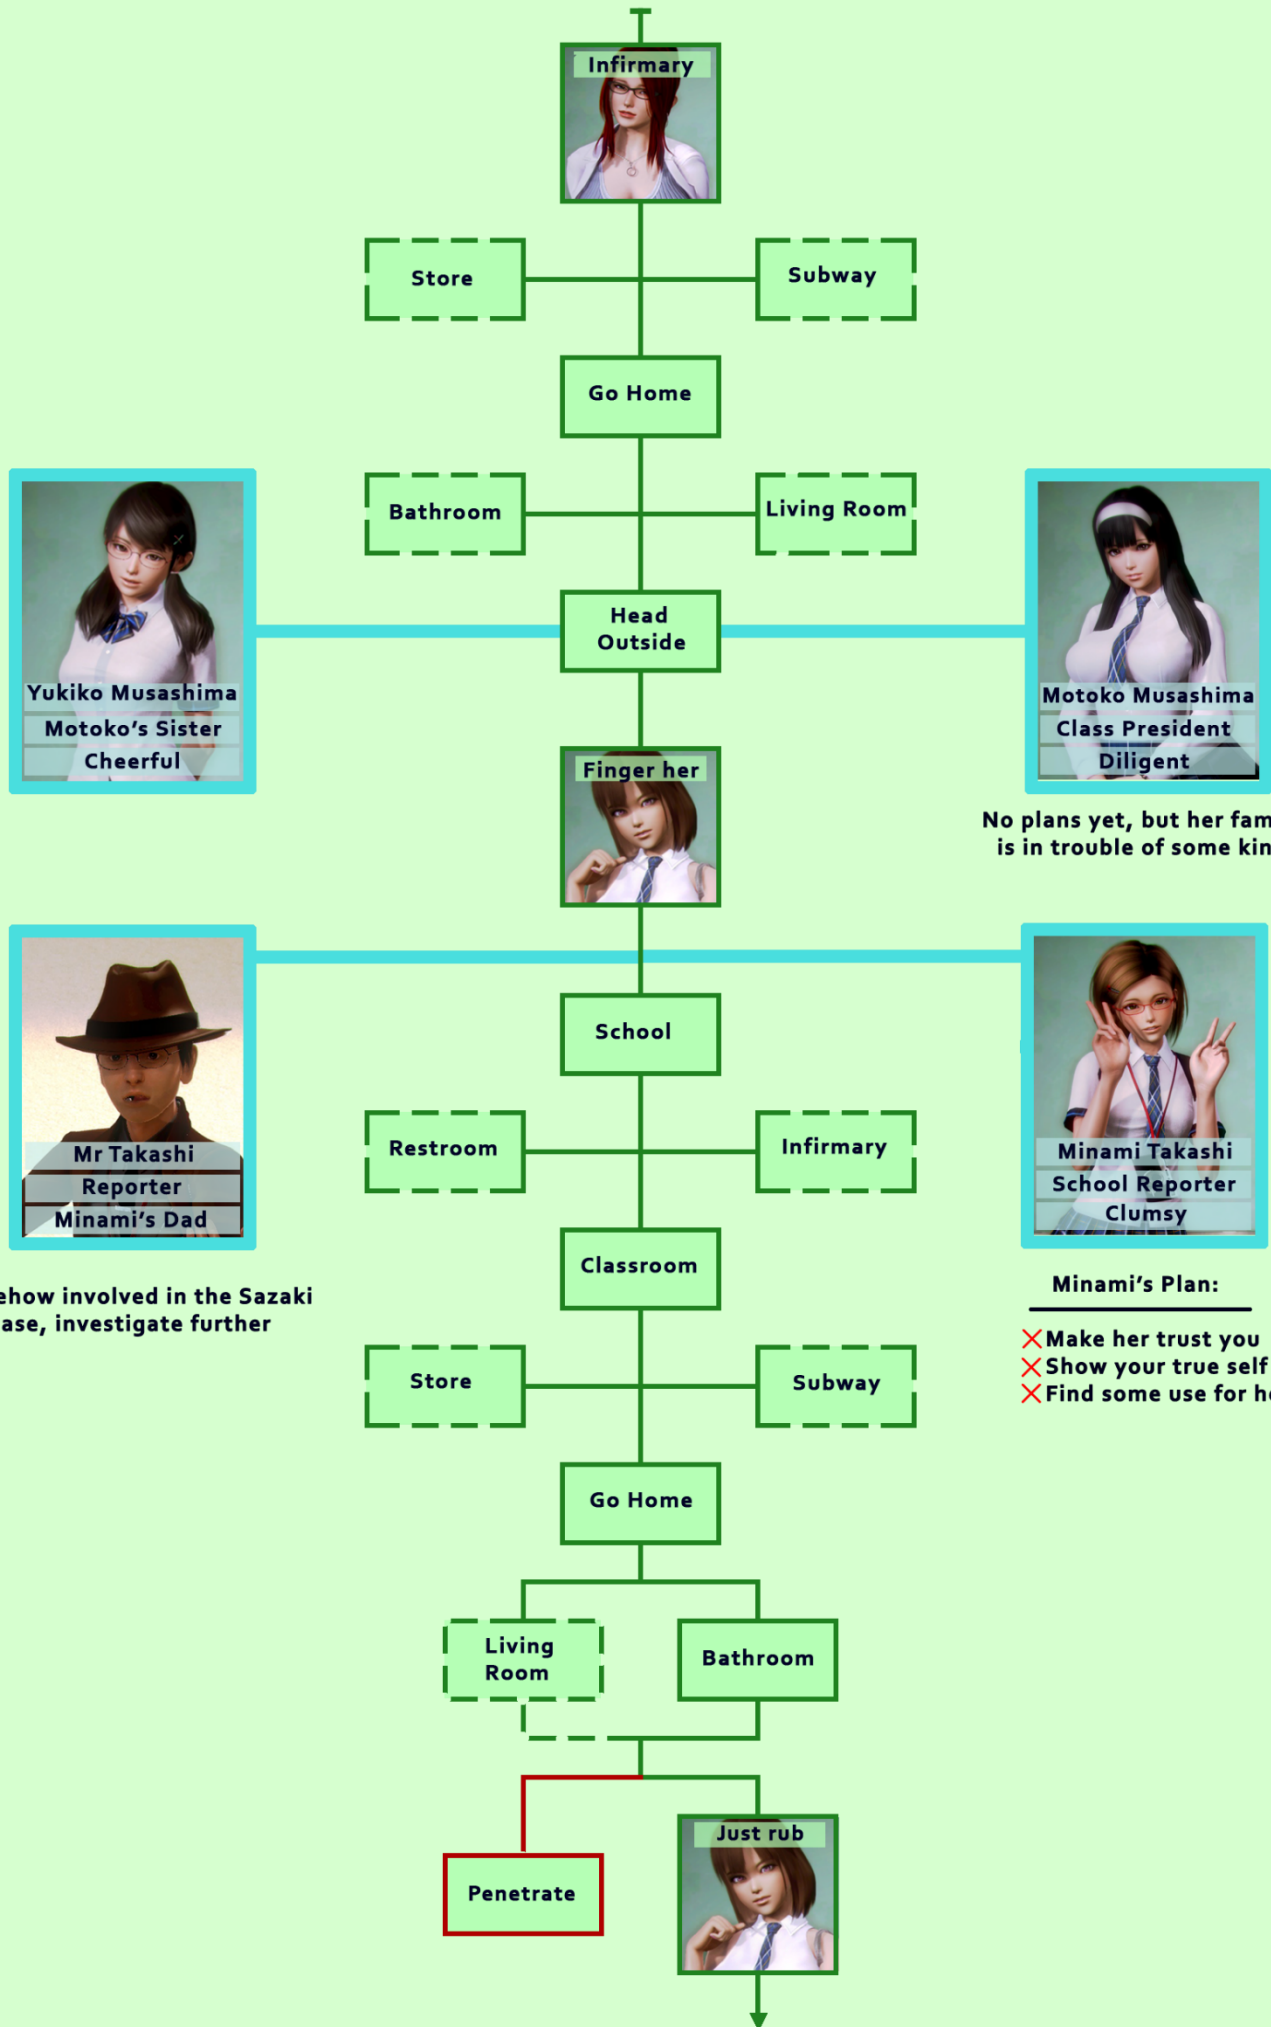 Infirmary
Store
Subway
Go Home
Bathroom
Living Room
Head
Outside
Yukiko Musashima
Motoko's Sister
Cheerful
Motoko Musashima
Class President
Diligent
Finger her
No plans yet, but her fam
is in trouble of some kin
School
Restroom
Infirmary
Mr Takashi
Reporter
Minami's Dad
Minami Takashi
School Reporter
Clumsy
Classroom
ehow involved in the Sazaki
ase, investigate further
Minami's Plan:
Make her trust you
Show your true self
Find some use for h
Store
Subway
Go Home
Living
Room
Bathroom
Penetrate
Just rub